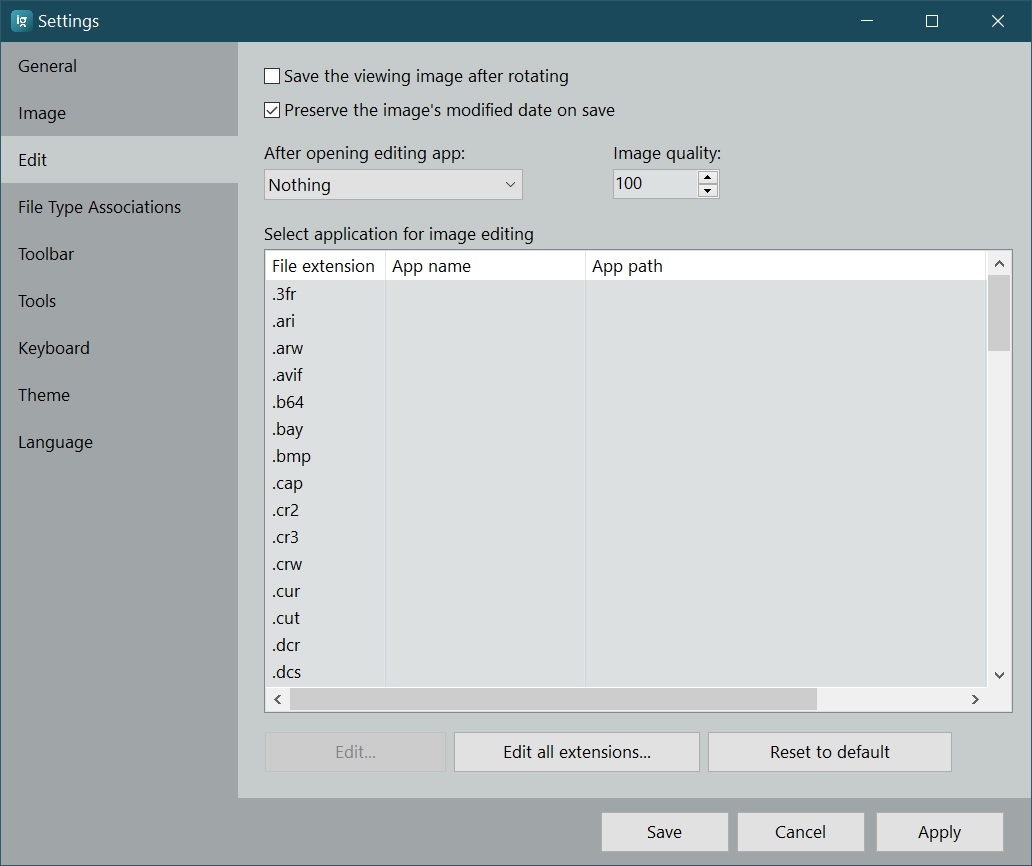 Ig Settings
General
Image
Edit
File Type Associations
Toolbar
Tools
Keyboard
Theme
Language
Save the viewing image after rotating
Preserve the image's modified date on save
After opening editing app: Image quality:
Nothing 100
Select application for image editing
File extension App name App path
.3fr
.ari
.arw
.avif
.b64
.bay
.bmp
.cap
.cr2
.cr3
.crw
.cur
.cut
.dcr
.dcs
Edit... Edit all extensions... Reset to default
Save Cancel Apply